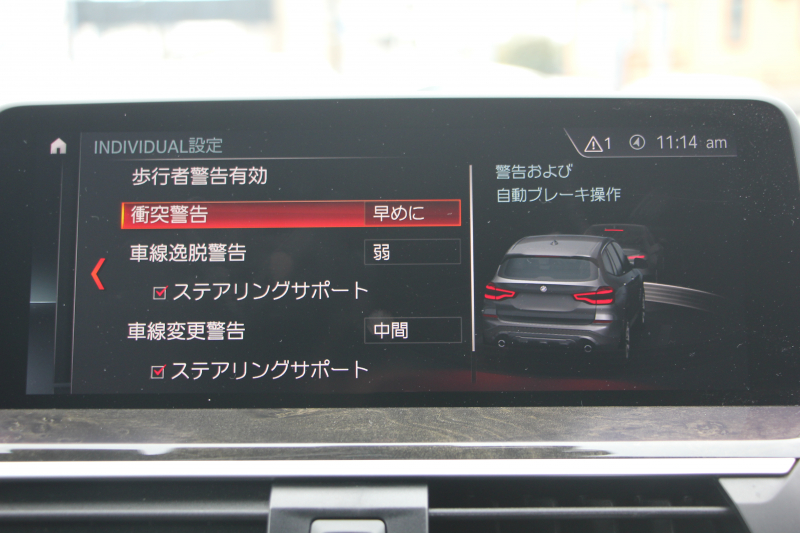 INDIVIDUAL設定
1 11:14 am
歩行者警告有効
衝突警告 早めに
車線逸脱警告 弱
ステアリングサポート
車線変更警告 中間
ステアリングサポート
警告および
自動ブレーキ操作